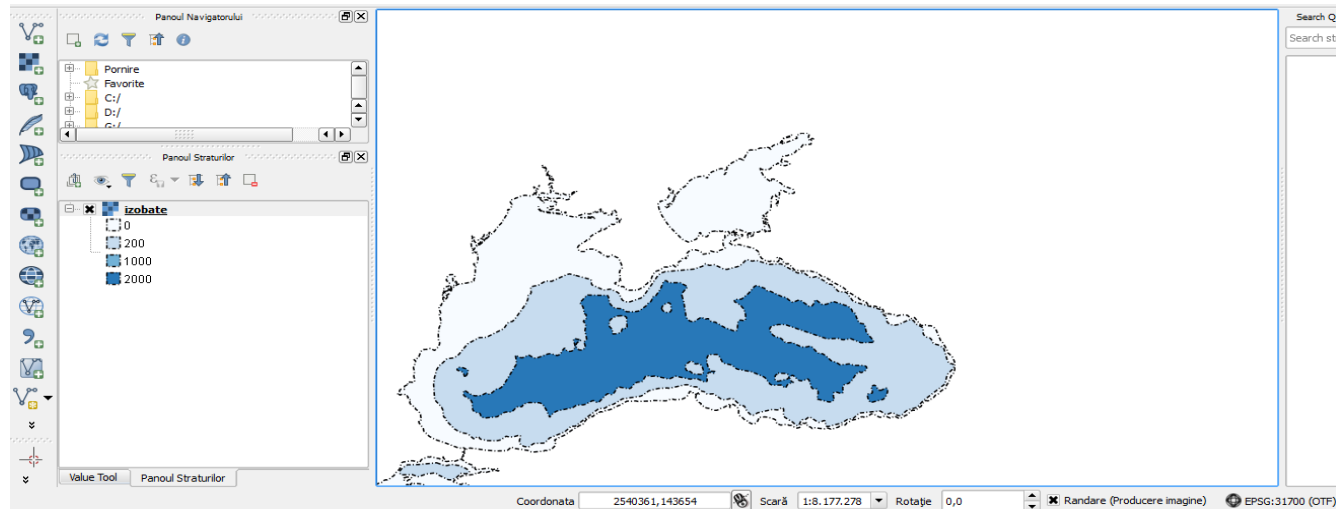 Panoul Navigatorului
Pornire
Favorite
C:/
D:/
G:/
Panoul Straturilor
izobate
0
200
1000
2000
Value Tool
Panoul Straturilor
Search Q
Search st
Coordonata 2540361,143654 Scară 1:8.177.278 Rotație 0,0 Randare (Producere imagine) EPSG:31700 (OTF)